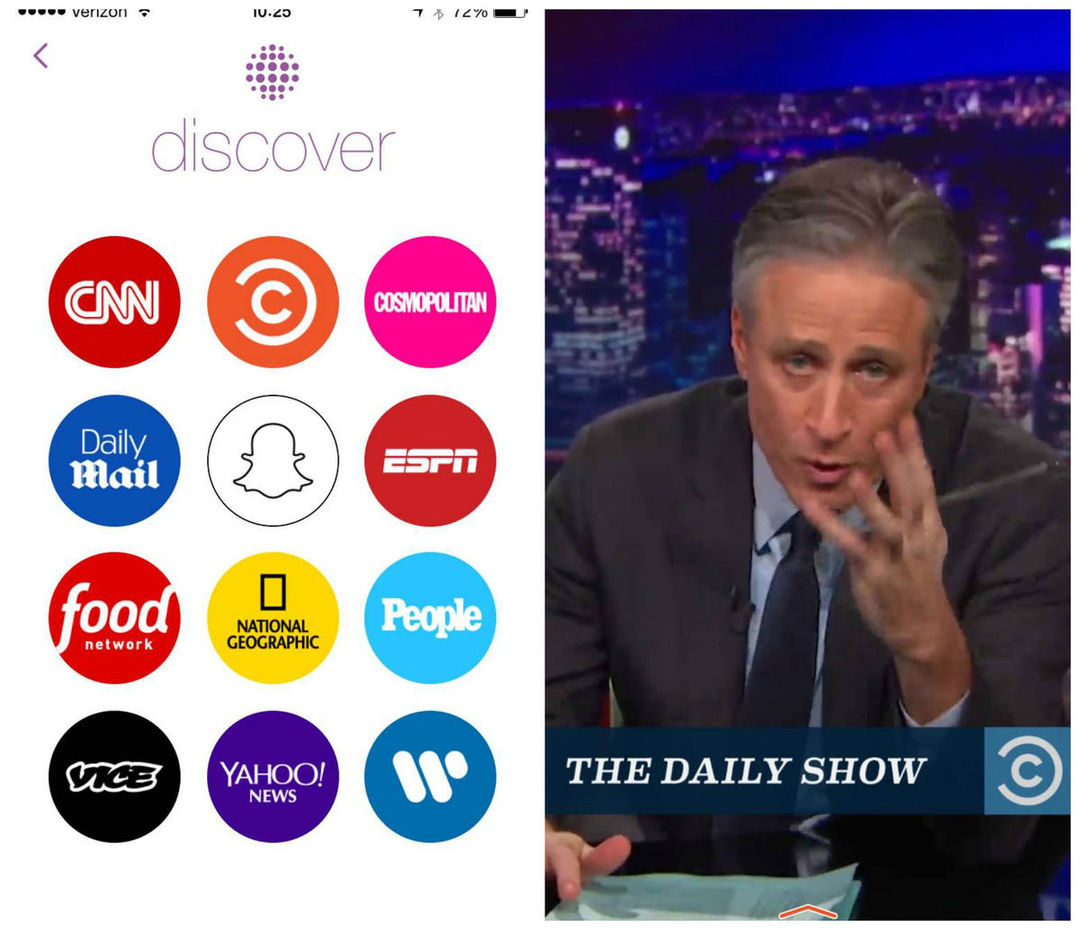 verizon
10:25
72%
discover
CNN
C
COSMOPOLITAN
Daily
Mail
ESPN
food
network
NATIONAL
GEOGRAPHIC
People
VICE
YAHOO!
NEWS
W
THE DAILY SHOW
C